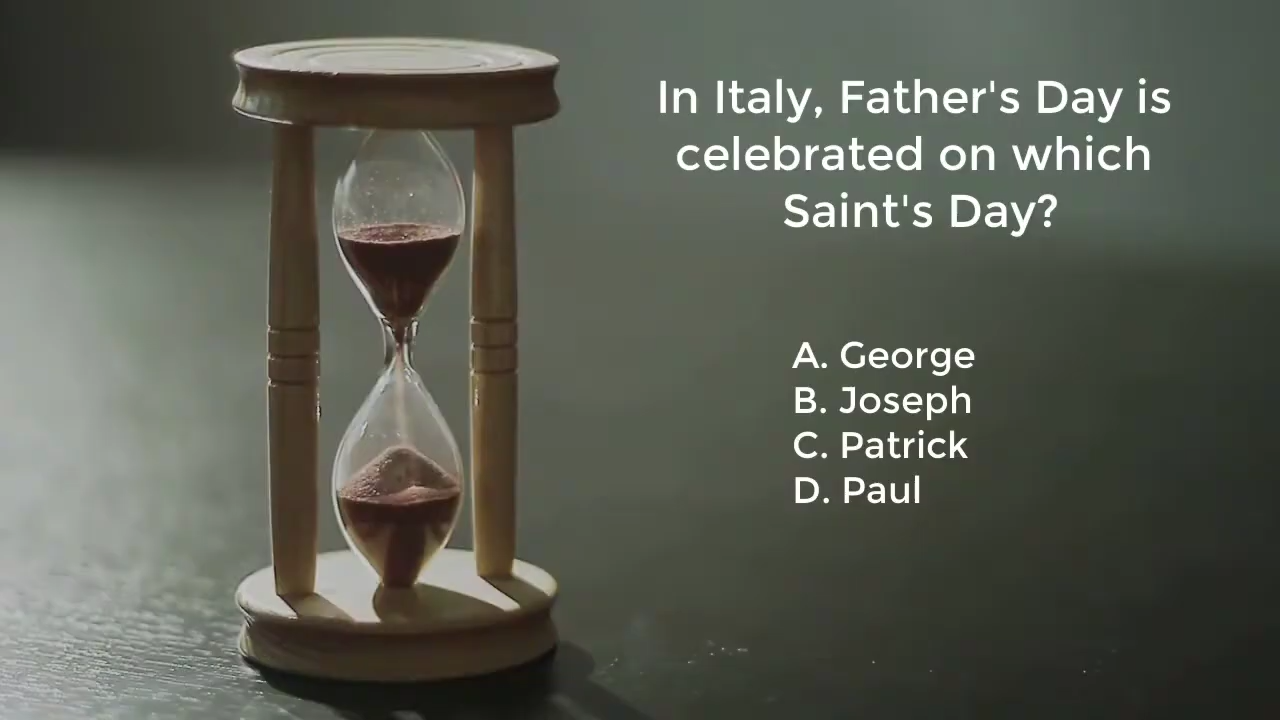 In Italy, Father's Day is
celebrated on which
Saint's Day?
A. George
B. Joseph
C. Patrick
D. Paul